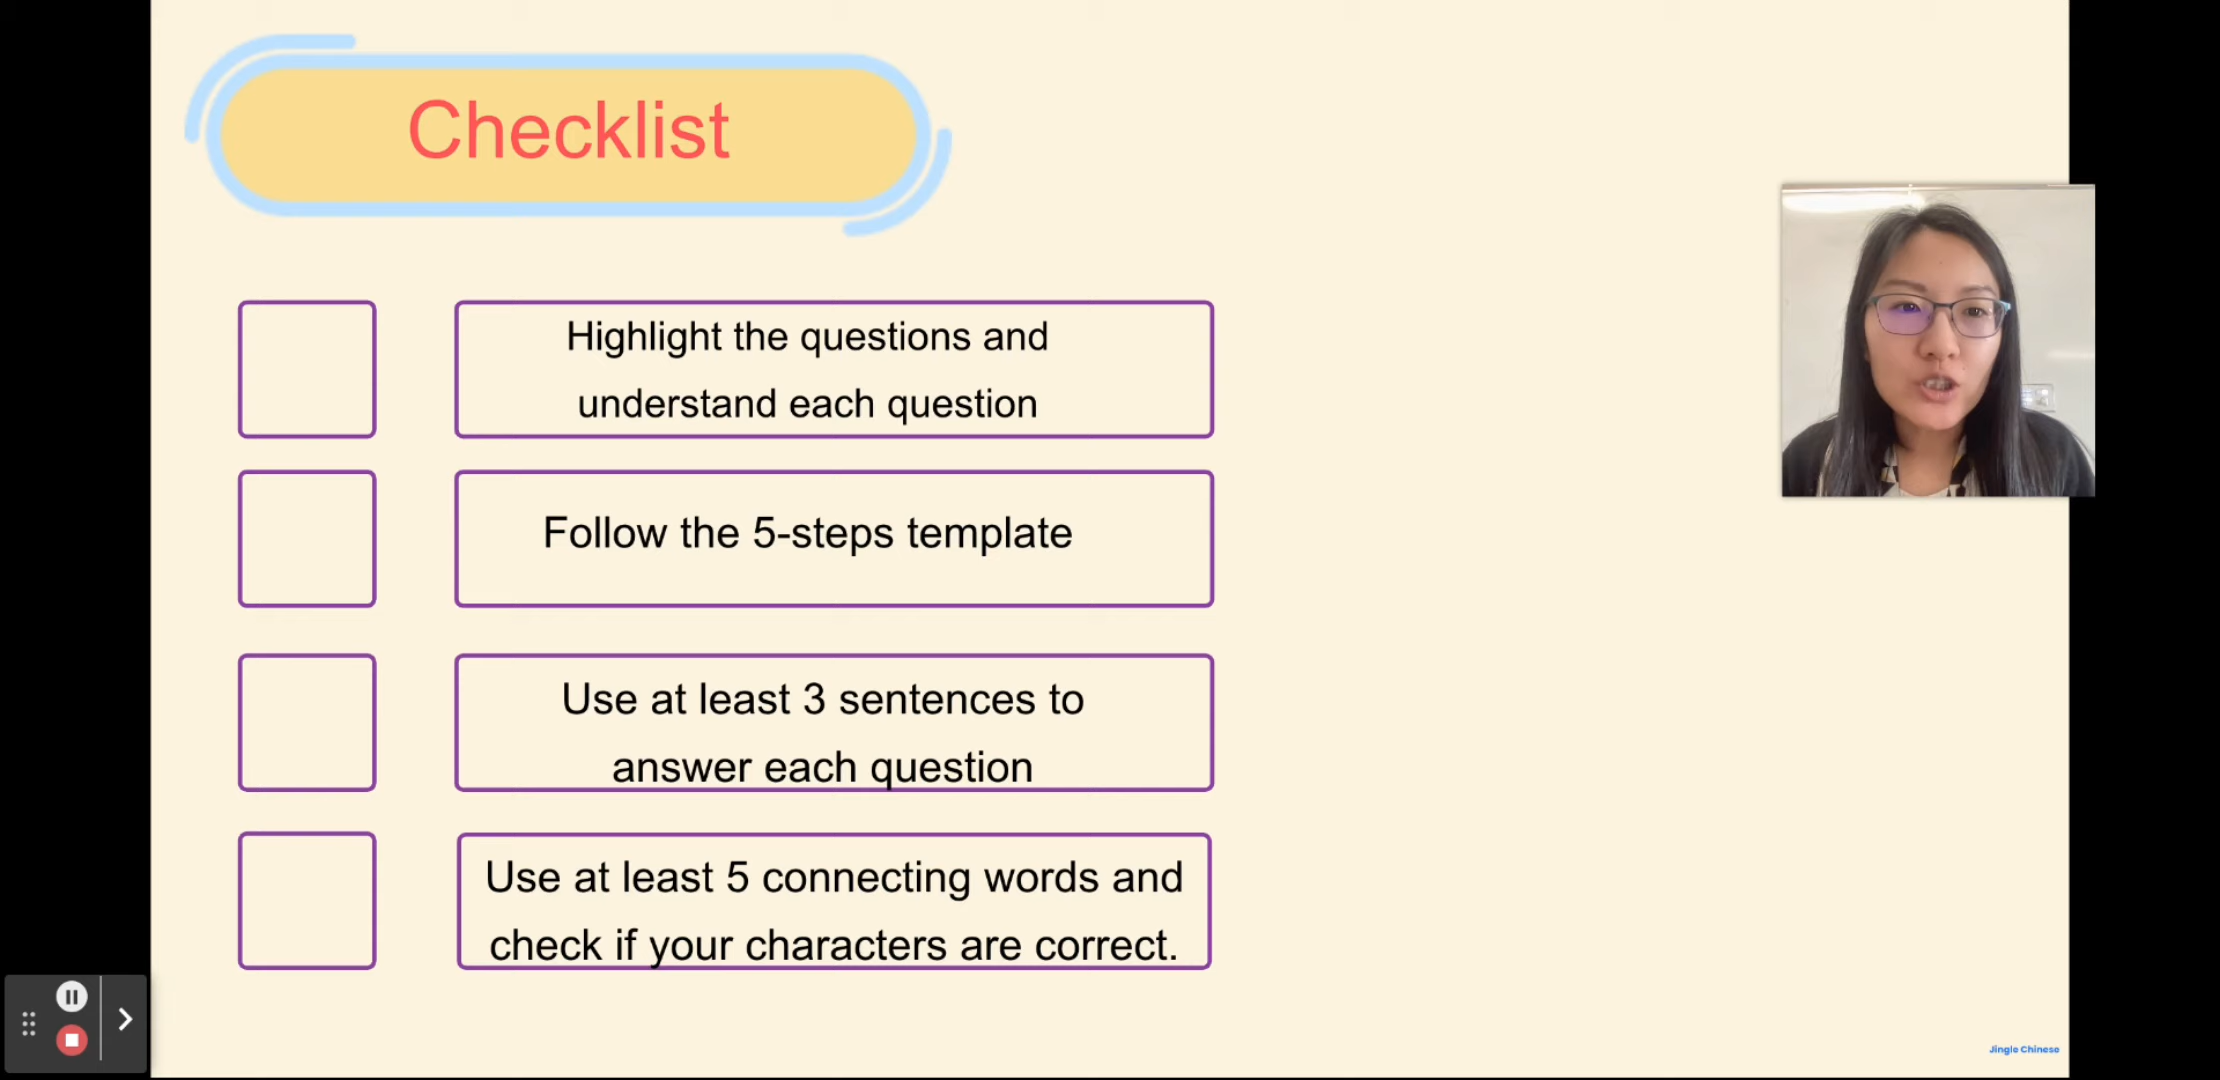 Checklist
Highlight the questions and
understand each question
Follow the 5-steps template
Use at least 3 sentences to
answer each question
Use at least 5 connecting words and
check if your characters are correct.
Jingle Chinese